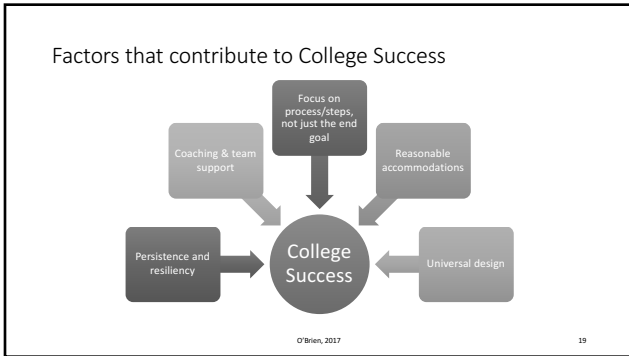 Factors that contribute to College Success
Focus on
process/steps,
not just the end
goal
Coaching & team
support
Reasonable
accommodations
Persistence and
resiliency
College
Success
Universal design
O'Brien, 2017
19